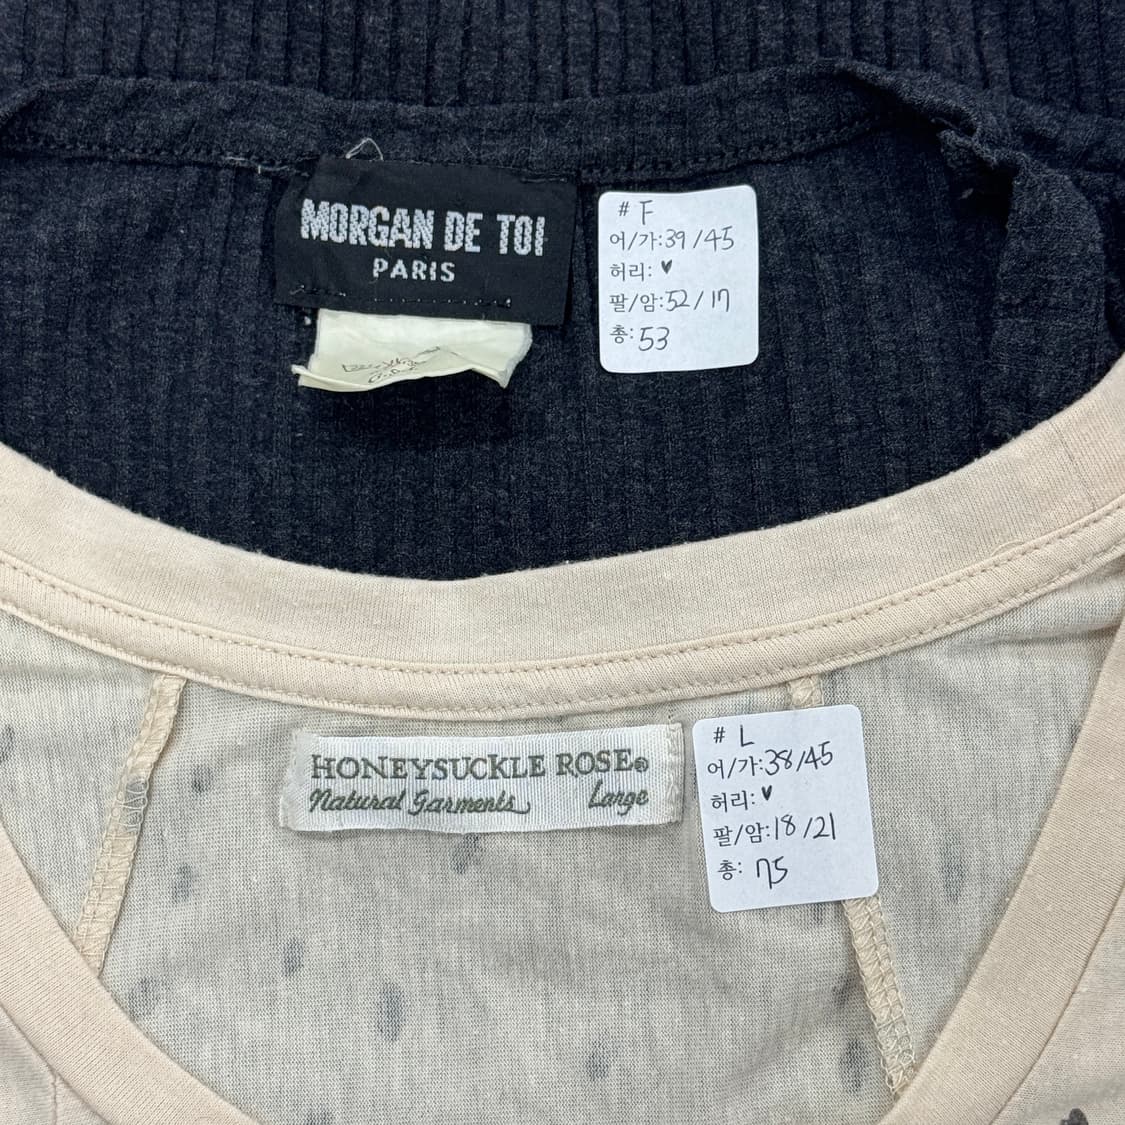 MORGAN DE TOI
PARIS
# F
어/가:39/45
허리: ♥
팔/암:52/17
총: 53
HONEYSUCKLE ROSE®
Natural Garments Large
# L
어/가:38/45
허리: ♥
팔/암:18/21
총: 75